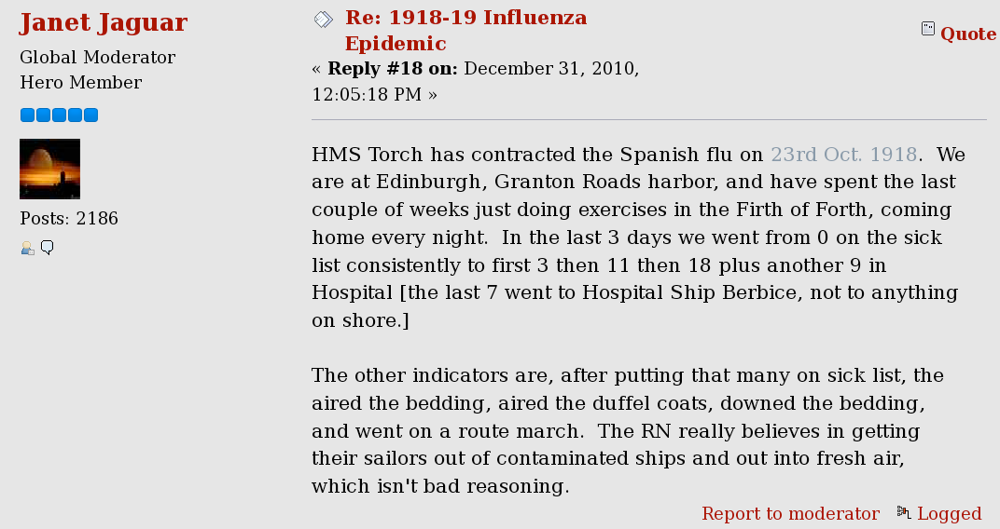 Janet Jaguar
Global Moderator
Hero Member
Posts: 2186
Re: 1918-19 Influenza
Epidemic
« Reply #18 on: December 31, 2010,
12:05:18 PM »
Quote
HMS Torch has contracted the Spanish flu on 23rd Oct. 1918.  We
are at Edinburgh, Granton Roads harbor, and have spent the last
couple of weeks just doing exercises in the Firth of Forth, coming
home every night.  In the last 3 days we went from 0 on the sick
list consistently to first 3 then 11 then 18 plus another 9 in
Hospital [the last 7 went to Hospital Ship Berbice, not to anything
on shore.]
The other indicators are, after putting that many on sick list, the
aired the bedding, aired the duffel coats, downed the bedding,
and went on a route march.  The RN really believes in getting
their sailors out of contaminated ships and out into fresh air,
which isn't bad reasoning.
Report to moderator
Logged